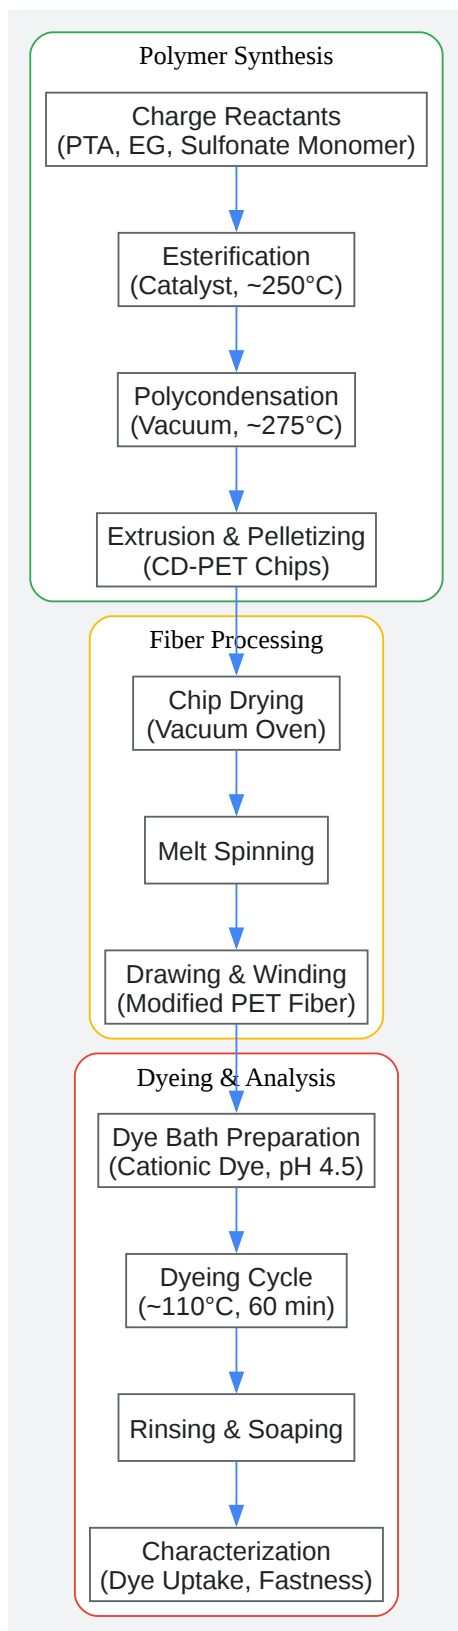 Polymer Synthesis
Charge Reactants
(PTA, EG, Sulfonate Monomer)
Esterification
(Catalyst, ~250°C)
Polycondensation
(Vacuum, ~275°C)
Extrusion & Pelletizing
(CD-PET Chips)
Fiber Processing
Chip Drying
(Vacuum Oven)
Melt Spinning
Drawing & Winding
(Modified PET Fiber)
Dyeing & Analysis
Dye Bath Preparation
(Cationic Dye, pH 4.5)
Dyeing Cycle
(~110°C, 60 min)
Rinsing & Soaping
Characterization
(Dye Uptake, Fastness)